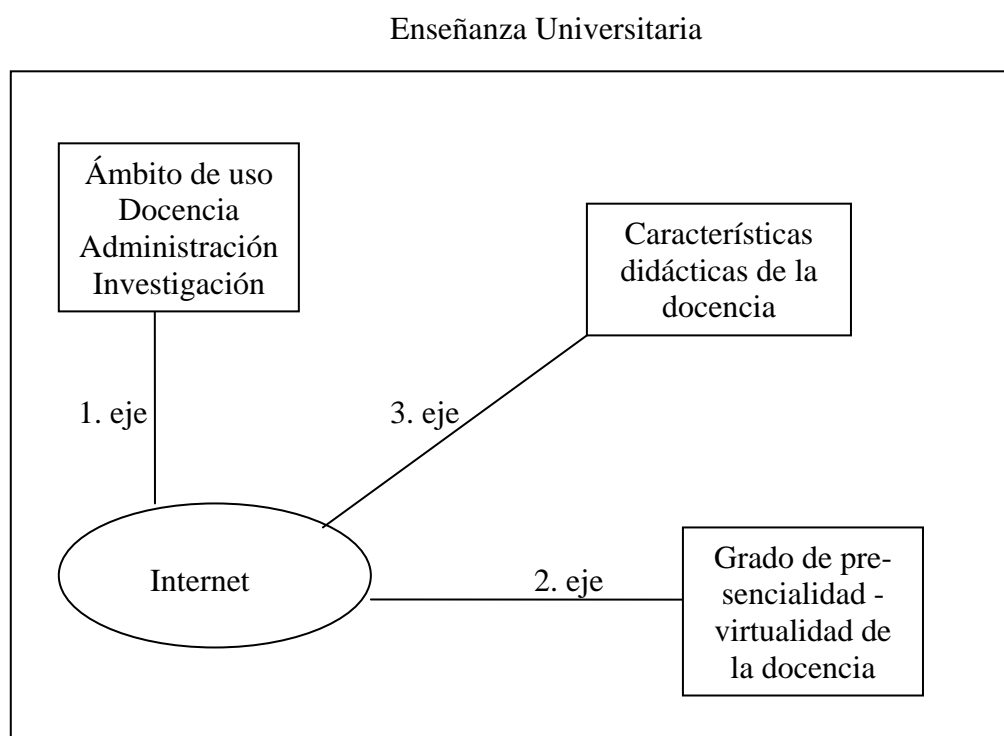 Enseñanza Universitaria
Ámbito de uso
Docencia
Administración
Investigación
Características
didácticas de la
docencia
1. eje
3. eje
Internet
2. eje
Grado de pre-
sencialidad -
virtualidad de
la docencia